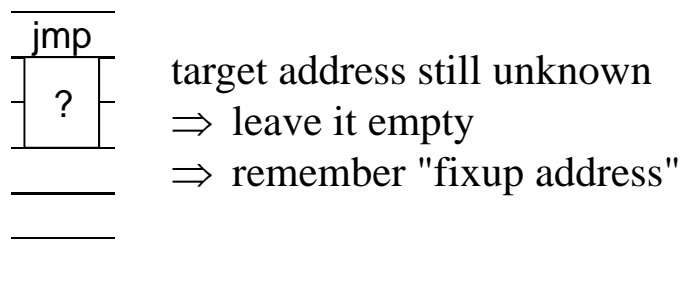 jmp
?
target address still unknown
⇒ leave it empty
⇒ remember "fixup address"